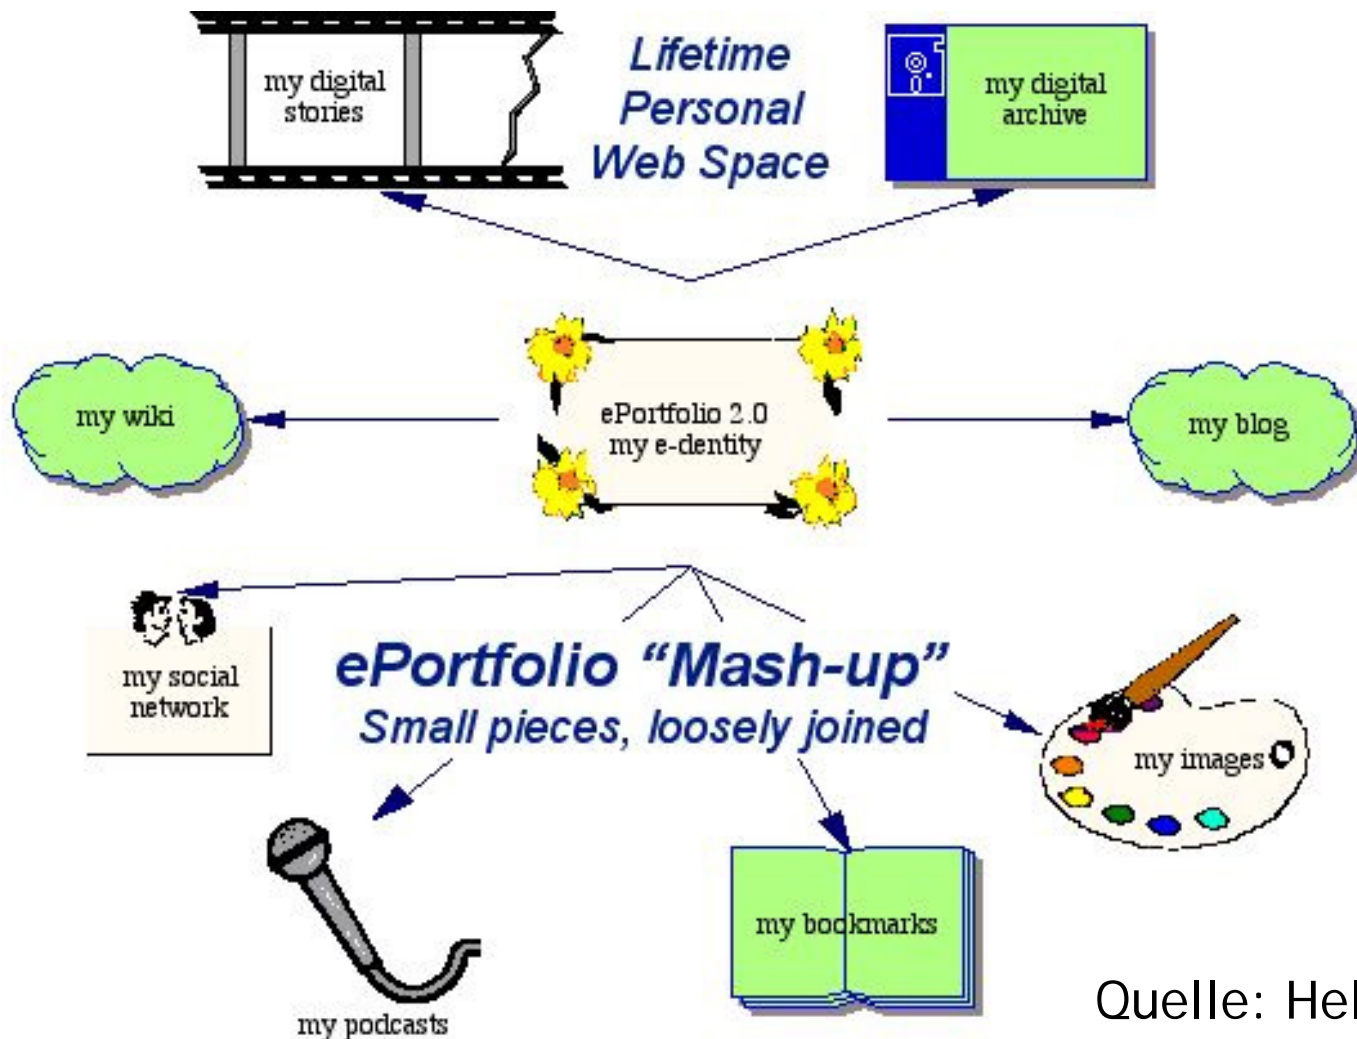 my digital
stories
Lifetime
Personal
Web Space
my digital
archive
my wiki
ePortfolio 2.0
my e-dentity
my blog
my social
network
ePortfolio “Mash-up”
Small pieces, loosely joined
my images
my podcasts
my bookmarks
Quelle: